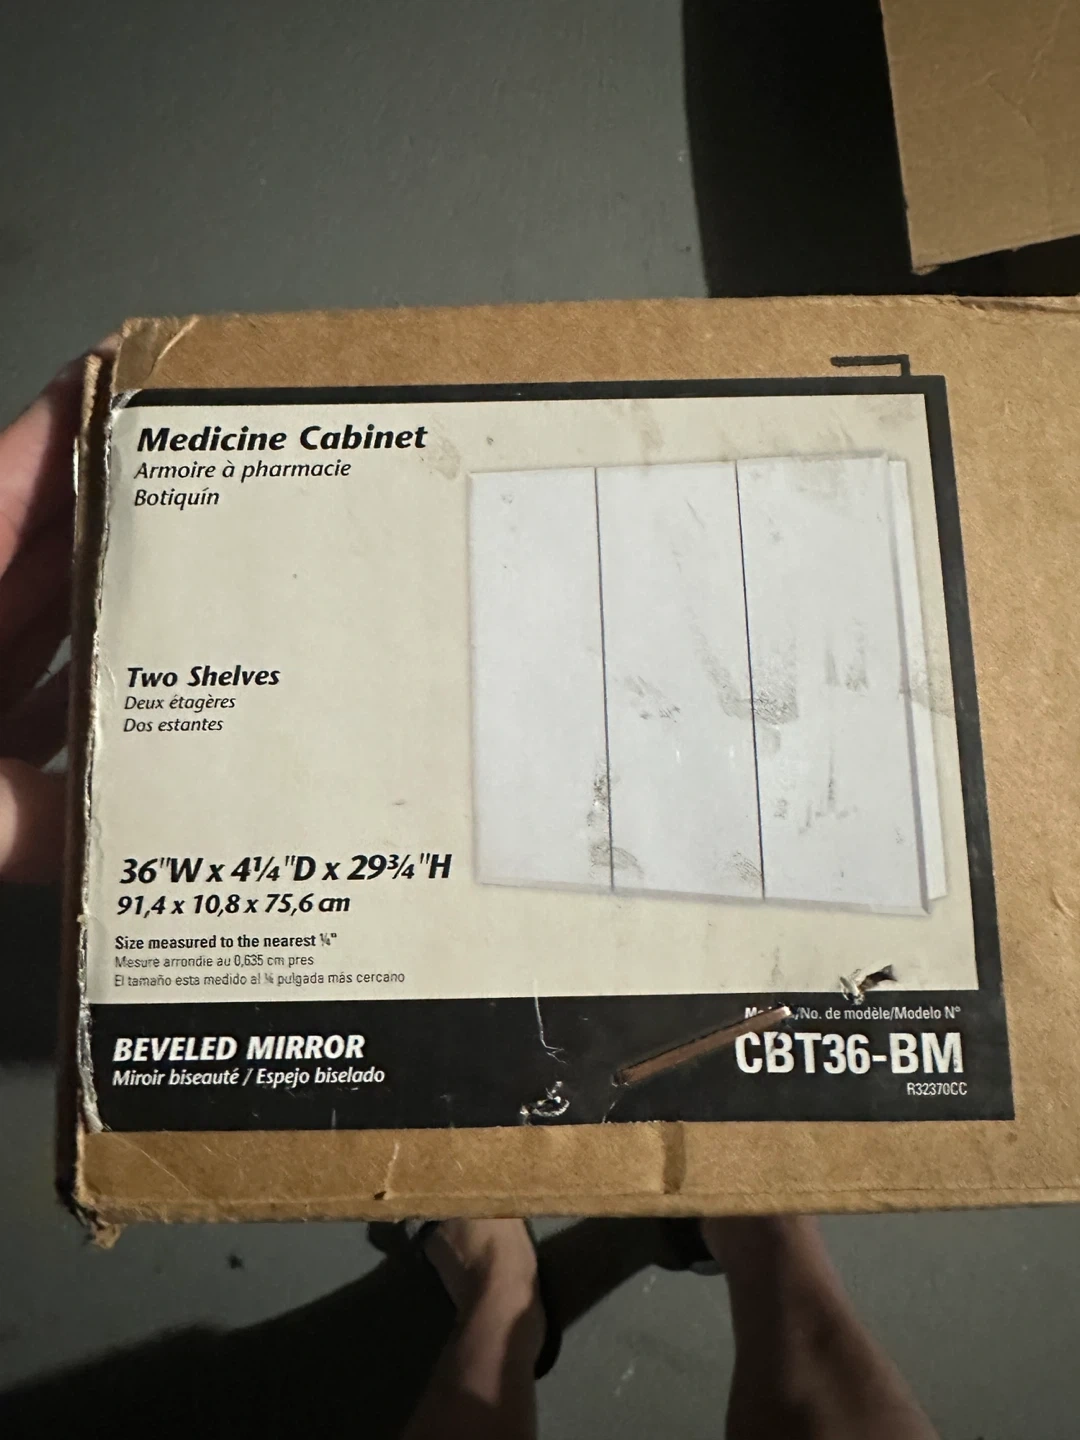 Medicine Cabinet
Armoire à pharmacie
Botiquín
Two Shelves
Deux étagères
Dos estantes
36"W x 4¼"D x 29¾"H
91,4 x 10,8 x 75,6 cm
Size measured to the nearest ¼"
Mesure arrondie au 0,635 cm pres
El tamaño esta medido al ¼ pulgada más cercano
BEVELED MIRROR
Miroir biseauté / Espejo biselado
/No. de modèle/Modelo N°
CBT36-BM
R32370CC